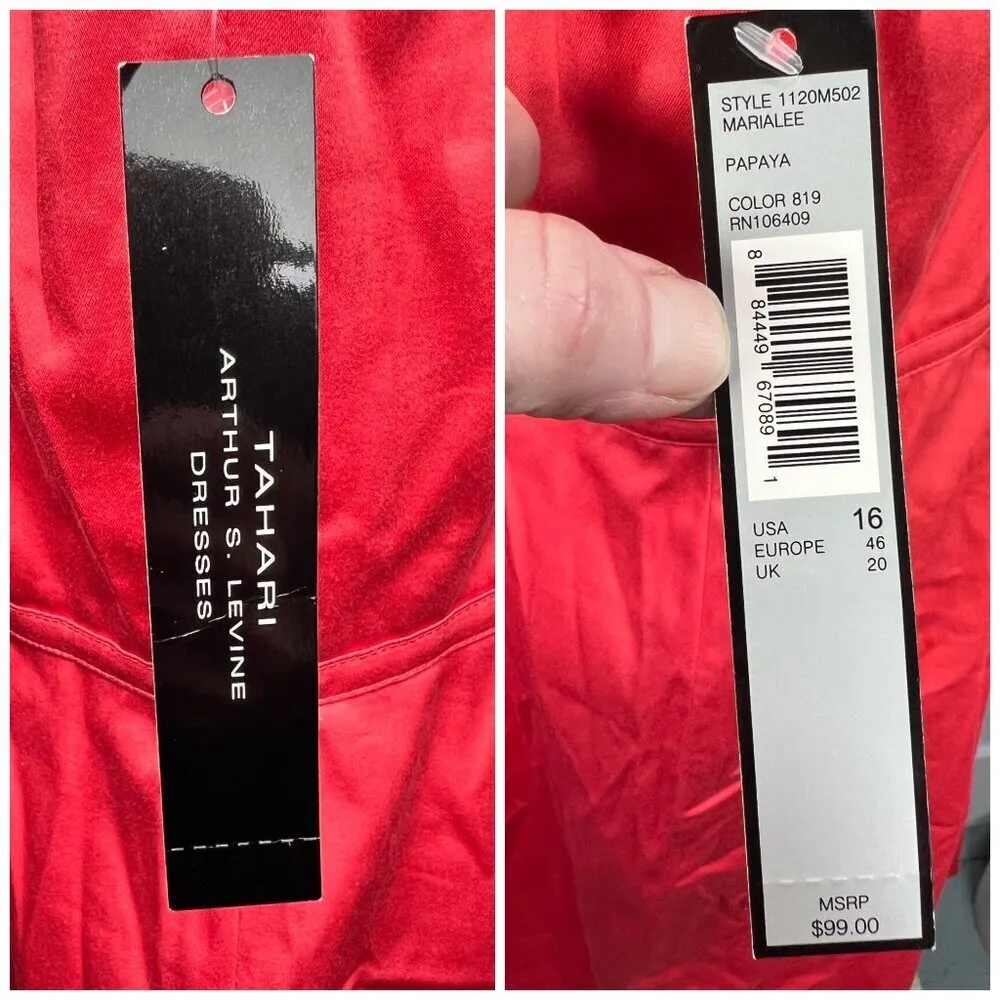 TAHARI
ARTHUR S. LEVINE
DRESSES
STYLE 1120M502
MARIALEE
PAPAYA
COLOR 819
RN106409
8 84449 67089 1
USA 16
EUROPE 46
UK 20
MSRP
$99.00